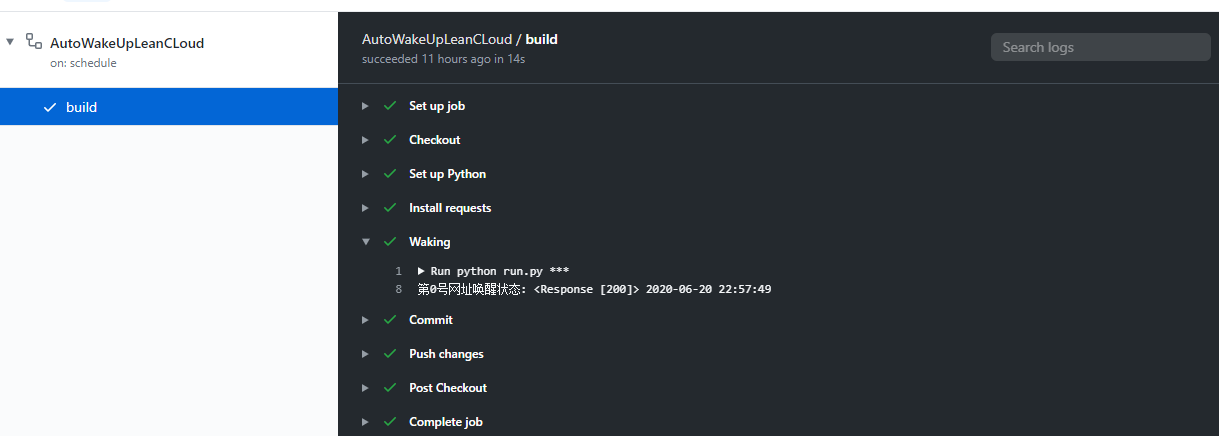 AutoWakeUpLeanCLoud
on: schedule
build
AutoWakeUpLeanCLoud / build
succeeded 11 hours ago in 14s
Search logs
Set up job
Checkout
Set up Python
Install requests
Waking
1 Run python run.py ***
8 第0号网址唤醒状态: <Response [200]> 2020-06-20 22:57:49
Commit
Push changes
Post Checkout
Complete job